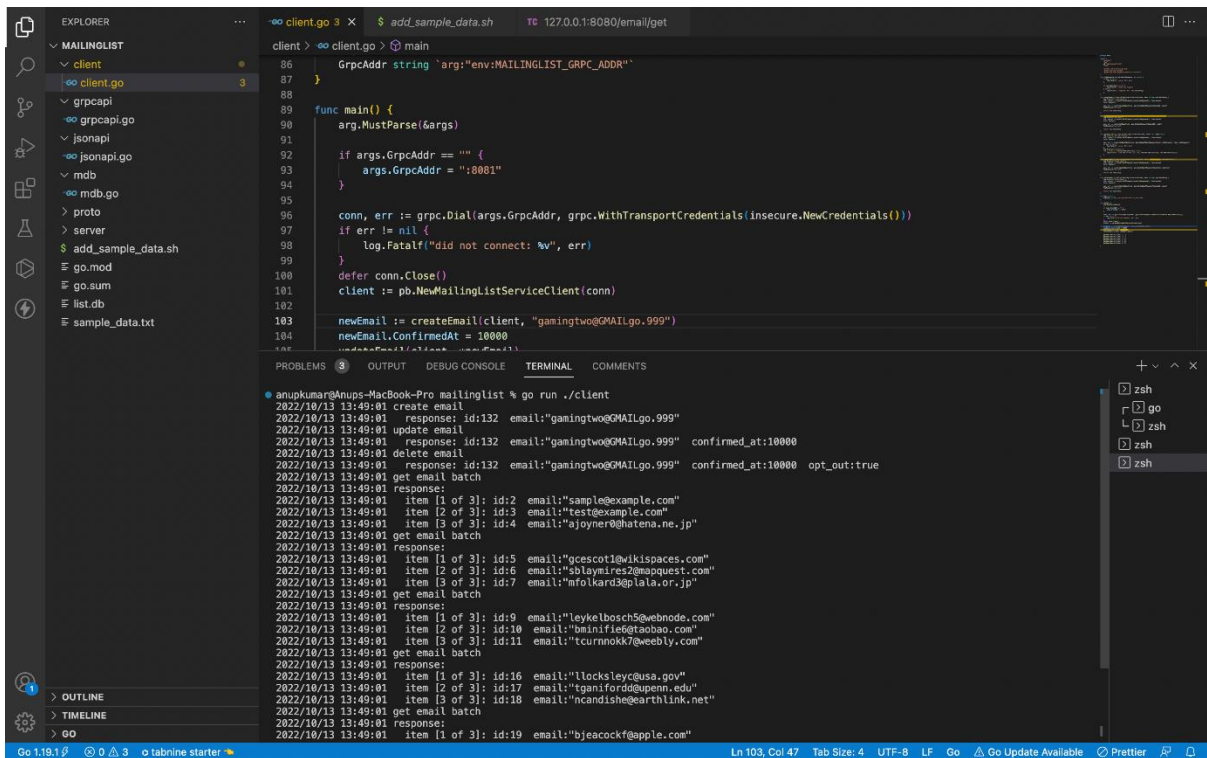 EXPLORER
MAILINGLIST
client
client.go 3
grpcapi
grpcapi.go
jsonapi
jsonapi.go
mdb
mdb.go
proto
server
$ add_sample_data.sh
go.mod
go.sum
list.db
sample_data.txt
OUTLINE
TIMELINE
GO
client.go 3
$ add_sample_data.sh
TC 127.0.0.1:8080/email/get
client > client.go > main
86 GrpcAddr string `arg:"env:MAILINGLIST_GRPC_ADDR"`
87 }
88
89 func main() {
90 arg.MustParse(&args)
91
92 if args.GrpcAddr == "" {
93 args.GrpcAddr = ":8081"
94 }
95
96 conn, err := grpc.Dial(args.GrpcAddr, grpc.WithTransportCredentials(insecure.NewCredentials()))
97 if err != nil
98 log.Fatalf("did not connect: %v", err)
99 }
100 defer conn.Close()
101 client := pb.NewMailingListServiceClient(conn)
102
103 newEmail := createEmail(client, "gamingtwo@GMAILgo.999")
104 newEmail.ConfirmedAt = 10000
PROBLEMS 3 OUTPUT DEBUG CONSOLE TERMINAL COMMENTS
anupkumar@Anups-MacBook-Pro mailinglist % go run ./client
2022/10/13 13:49:01 create email
2022/10/13 13:49:01 response: id:132 email:"gamingtwo@GMAILgo.999"
2022/10/13 13:49:01 update email
2022/10/13 13:49:01 response: id:132 email:"gamingtwo@GMAILgo.999" confirmed_at:10000
2022/10/13 13:49:01 delete email
2022/10/13 13:49:01 response: id:132 email:"gamingtwo@GMAILgo.999" confirmed_at:10000 opt_out:true
2022/10/13 13:49:01 get email batch
2022/10/13 13:49:01 response:
2022/10/13 13:49:01 item [1 of 3]: id:2 email:"sample@example.com"
2022/10/13 13:49:01 item [2 of 3]: id:3 email:"test@example.com"
2022/10/13 13:49:01 item [3 of 3]: id:4 email:"ajoyner0@hatena.ne.jp"
2022/10/13 13:49:01 get email batch
2022/10/13 13:49:01 response:
2022/10/13 13:49:01 item [1 of 3]: id:5 email:"gcescot1@wikispaces.com"
2022/10/13 13:49:01 item [2 of 3]: id:6 email:"sblaymires2@mapquest.com"
2022/10/13 13:49:01 item [3 of 3]: id:7 email:"mfolkard3@plala.or.jp"
2022/10/13 13:49:01 get email batch
2022/10/13 13:49:01 response:
2022/10/13 13:49:01 item [1 of 3]: id:9 email:"leykelbosch5@webnode.com"
2022/10/13 13:49:01 item [2 of 3]: id:10 email:"bminifie6@taobao.com"
2022/10/13 13:49:01 item [3 of 3]: id:11 email:"tcurnnokk7@weebly.com"
2022/10/13 13:49:01 get email batch
2022/10/13 13:49:01 response:
2022/10/13 13:49:01 item [1 of 3]: id:16 email:"llocksleyc@usa.gov"
2022/10/13 13:49:01 item [2 of 3]: id:17 email:"tganifordd@upenn.edu"
2022/10/13 13:49:01 item [3 of 3]: id:18 email:"ncandishe@earthlink.net"
2022/10/13 13:49:01 get email batch
2022/10/13 13:49:01 response:
2022/10/13 13:49:01 item [1 of 3]: id:19 email:"bjeacockf@apple.com"
zsh
go
zsh
zsh
zsh
1
Go 1.19.1 0 3 tabnine starter
Ln 103, Col 47 Tab Size: 4 UTF-8 LF Go Go Update Available Prettier